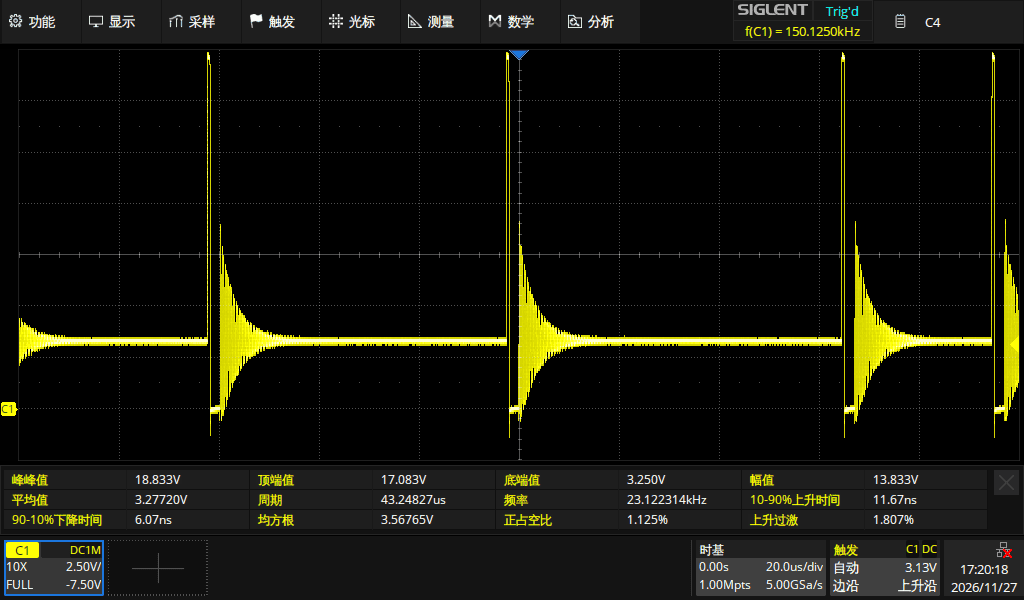 功能 显示 采样 触发 光标 测量 数学 分析 SIGLENT Trig'd C4
f(C1) = 150.1250kHz
C1
峰峰值 18.833V 顶端值 17.083V 底端值 3.250V 幅值 13.833V
平均值 3.27720V 周期 43.24827us 频率 23.122314kHz 10-90%上升时间 11.67ns
90-10%下降时间 6.07ns 均方根 3.56765V 正占空比 1.125% 上升过激 1.807%
C1 DC1M 时基 触发 C1 DC
10X 2.50V/ 0.00s 20.0us/div 自动 3.13V 17:20:18
FULL -7.50V 1.00Mpts 5.00GSa/s 边沿 上升沿 2026/11/27